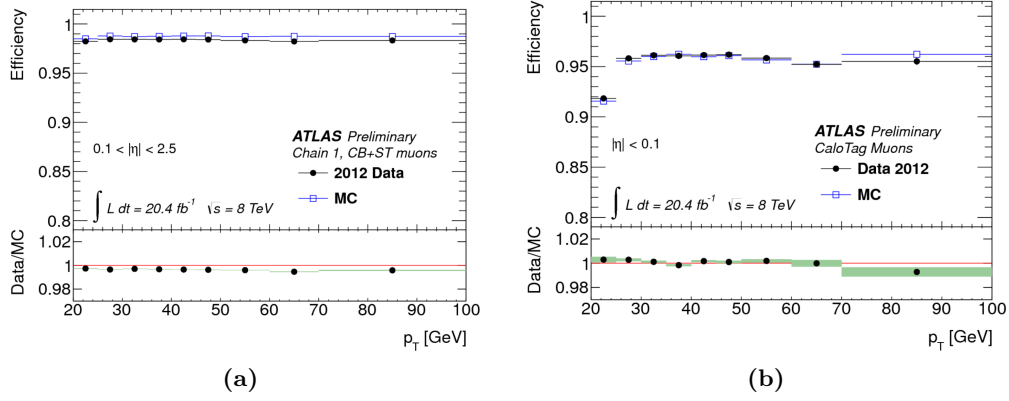 Efficiency
1
0.95
0.9
0.85
0.8
ATLAS Preliminary
Chain 1, CB+ST muons
0.1 < |η| < 2.5
2012 Data
MC
∫ L dt = 20.4 fb⁻¹ √s = 8 TeV
Data/MC
1.02
1
0.98
20 30 40 50 60 70 80 90 100
p_T [GeV]
(a)
Efficiency
1
0.95
0.9
0.85
0.8
ATLAS Preliminary
|η| < 0.1
CaloTag Muons
Data 2012
MC
∫ L dt = 20.4 fb⁻¹ √s = 8 TeV
Data/MC
1.02
1
0.98
20 30 40 50 60 70 80 90 100
p_T [GeV]
(b)